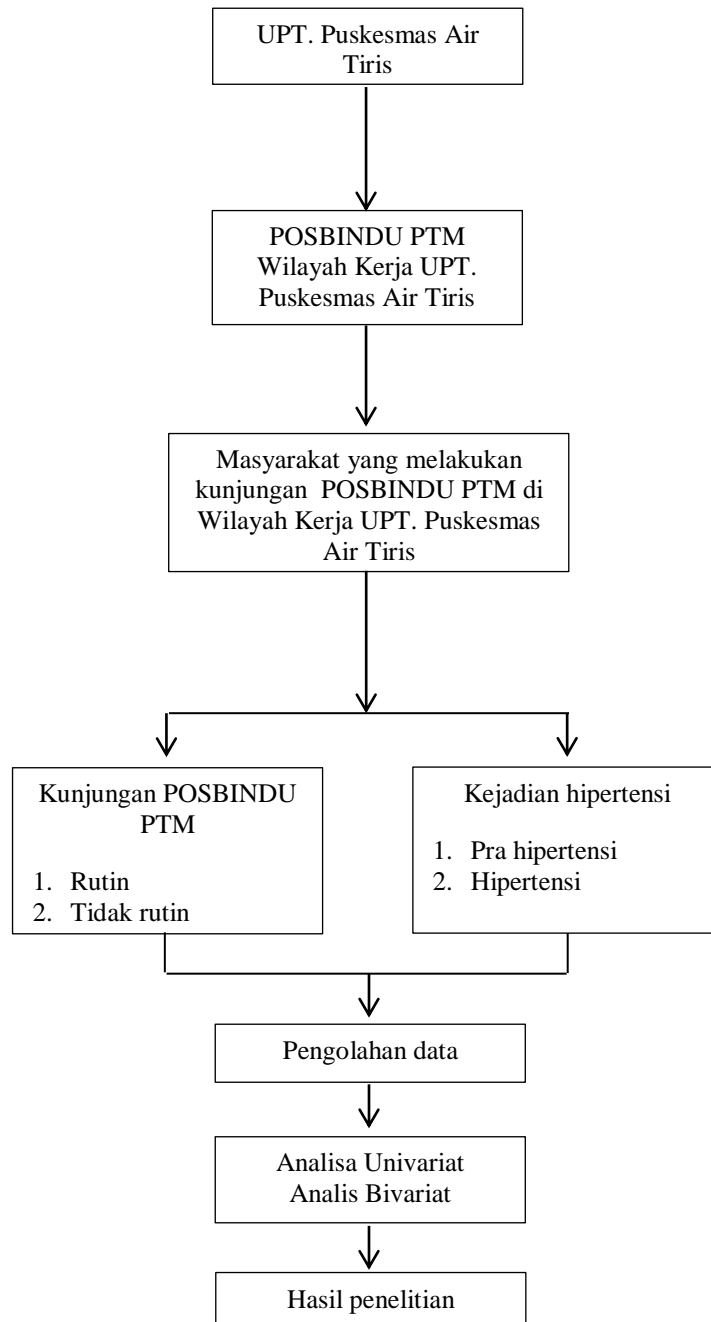 UPT. Puskesmas Air
Tiris
POSBINDU PTM
Wilayah Kerja UPT.
Puskesmas Air Tiris
Masyarakat yang melakukan
kunjungan POSBINDU PTM di
Wilayah Kerja UPT. Puskesmas
Air Tiris
Kunjungan POSBINDU
PTM
1. Rutin
2. Tidak rutin
Kejadian hipertensi
1. Pra hipertensi
2. Hipertensi
Pengolahan data
Analisa Univariat
Analis Bivariat
Hasil penelitian